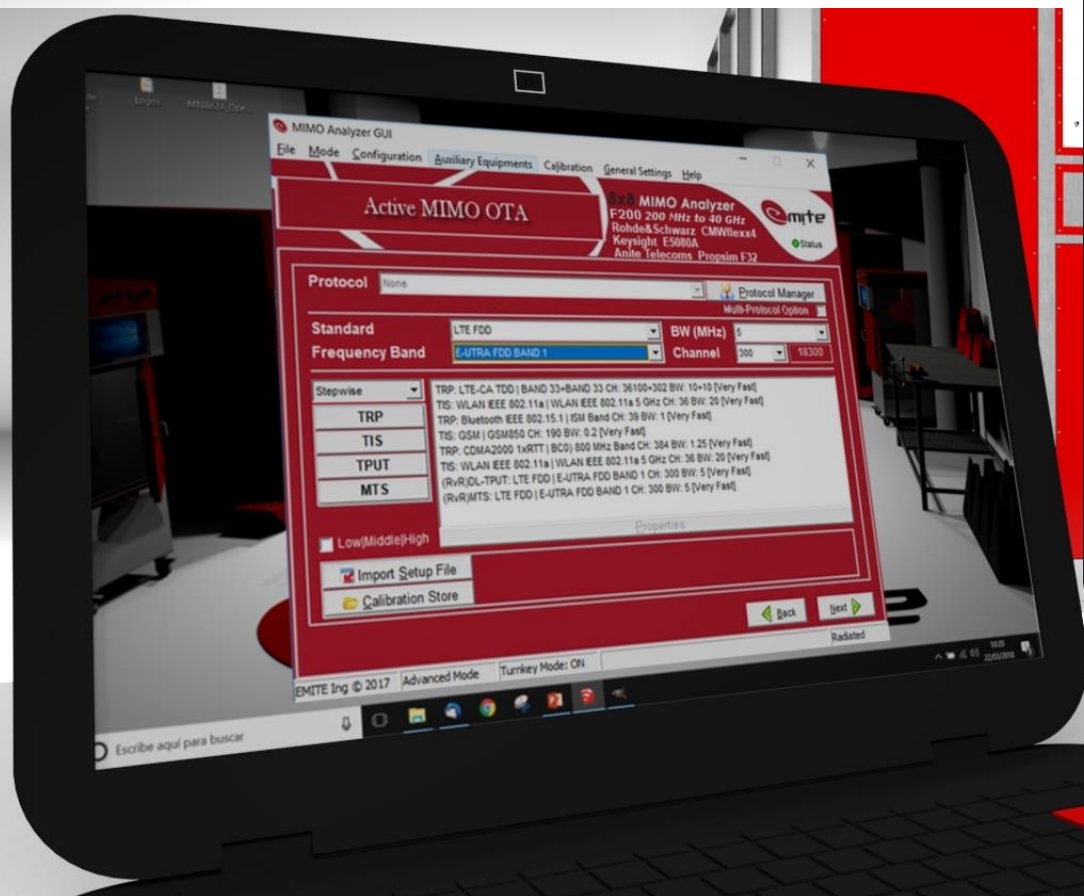 Logos
MIMO Analyzer GUI
File Mode Configuration Auxiliary Equipments Calibration General Settings Help
Active MIMO OTA
8x8 MIMO Analyzer
F200 200 MHz to 40 GHz
Rohde&Schwarz CMWflexx4
Keysight E5080A
Anite Telecoms Propsim F32
emite
Status
Protocol None Protocol Manager
Multi-Protocol Option
Standard LTE FDD BW (MHz) 5
Frequency Band E-UTRA FDD BAND 1 Channel 300 18300
Stepwise
TRP
TIS
TPUT
MTS
TRP: LTE-CA TDD | BAND 33+BAND 33 CH: 36100+302 BW: 10+10 [Very Fast]
TIS: WLAN IEEE 802.11a | WLAN IEEE 802.11a 5 GHz CH: 36 BW: 20 [Very Fast]
TRP: Bluetooth IEEE 802.15.1 | ISM Band CH: 39 BW: 1 [Very Fast]
TIS: GSM | GSM850 CH: 190 BW: 0.2 [Very Fast]
TRP: CDMA2000 1xRTT | BC0) 800 MHz Band CH: 384 BW: 1.25 [Very Fast]
TIS: WLAN IEEE 802.11a | WLAN IEEE 802.11a 5 GHz CH: 36 BW: 20 [Very Fast]
(RvR)DL-TPUT: LTE FDD | E-UTRA FDD BAND 1 CH: 300 BW: 5 [Very Fast]
(RvR)MTS: LTE FDD | E-UTRA FDD BAND 1 CH: 300 BW: 5 [Very Fast]
Properties
Low|Middle|High
Import Setup File
Calibration Store
Back Next
EMITE Ing © 2017 Advanced Mode Turnkey Mode: ON Radiated
Escribe aquí para buscar
10:20
22/03/2018